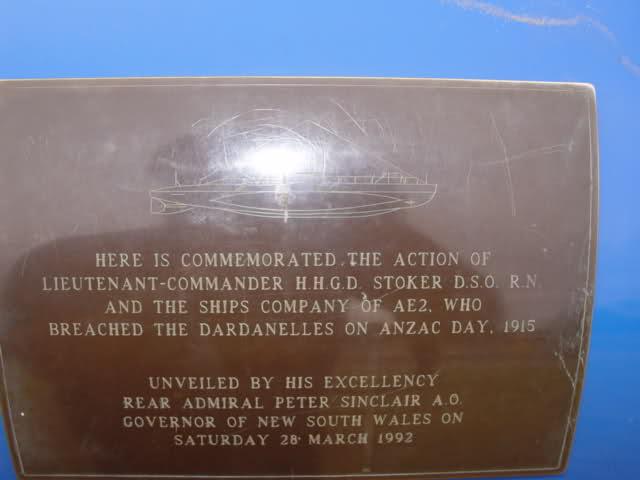 HERE IS COMMEMORATED THE ACTION OF
LIEUTENANT-COMMANDER H.H.G.D. STOKER D.S.O. R.N.
AND THE SHIPS COMPANY OF AE2, WHO
BREACHED THE DARDANELLES ON ANZAC DAY, 1915
UNVEILED BY HIS EXCELLENCY
REAR ADMIRAL PETER SINCLAIR A.O.
GOVERNOR OF NEW SOUTH WALES ON
SATURDAY 28 MARCH 1992